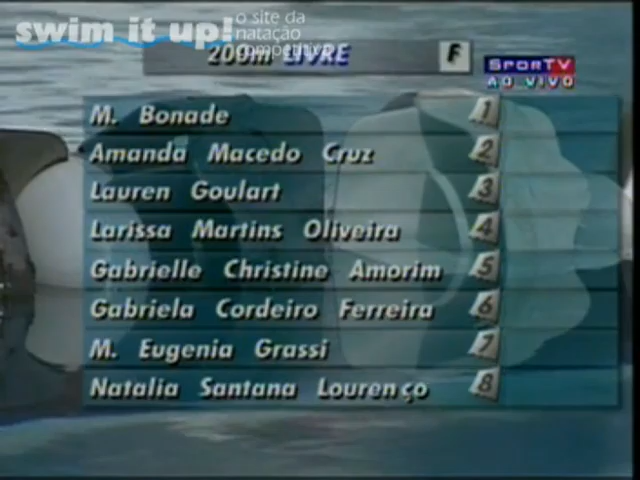 swim it up!
o site da
natação
competitiva
200m LIVRE F
SPORTV
AO VIVO
M. Bonade 1
Amanda Macedo Cruz 2
Lauren Goulart 3
Larissa Martins Oliveira 4
Gabrielle Christine Amorim 5
Gabriela Cordeiro Ferreira 6
M. Eugenia Grassi 7
Natalia Santana Lourenço 8